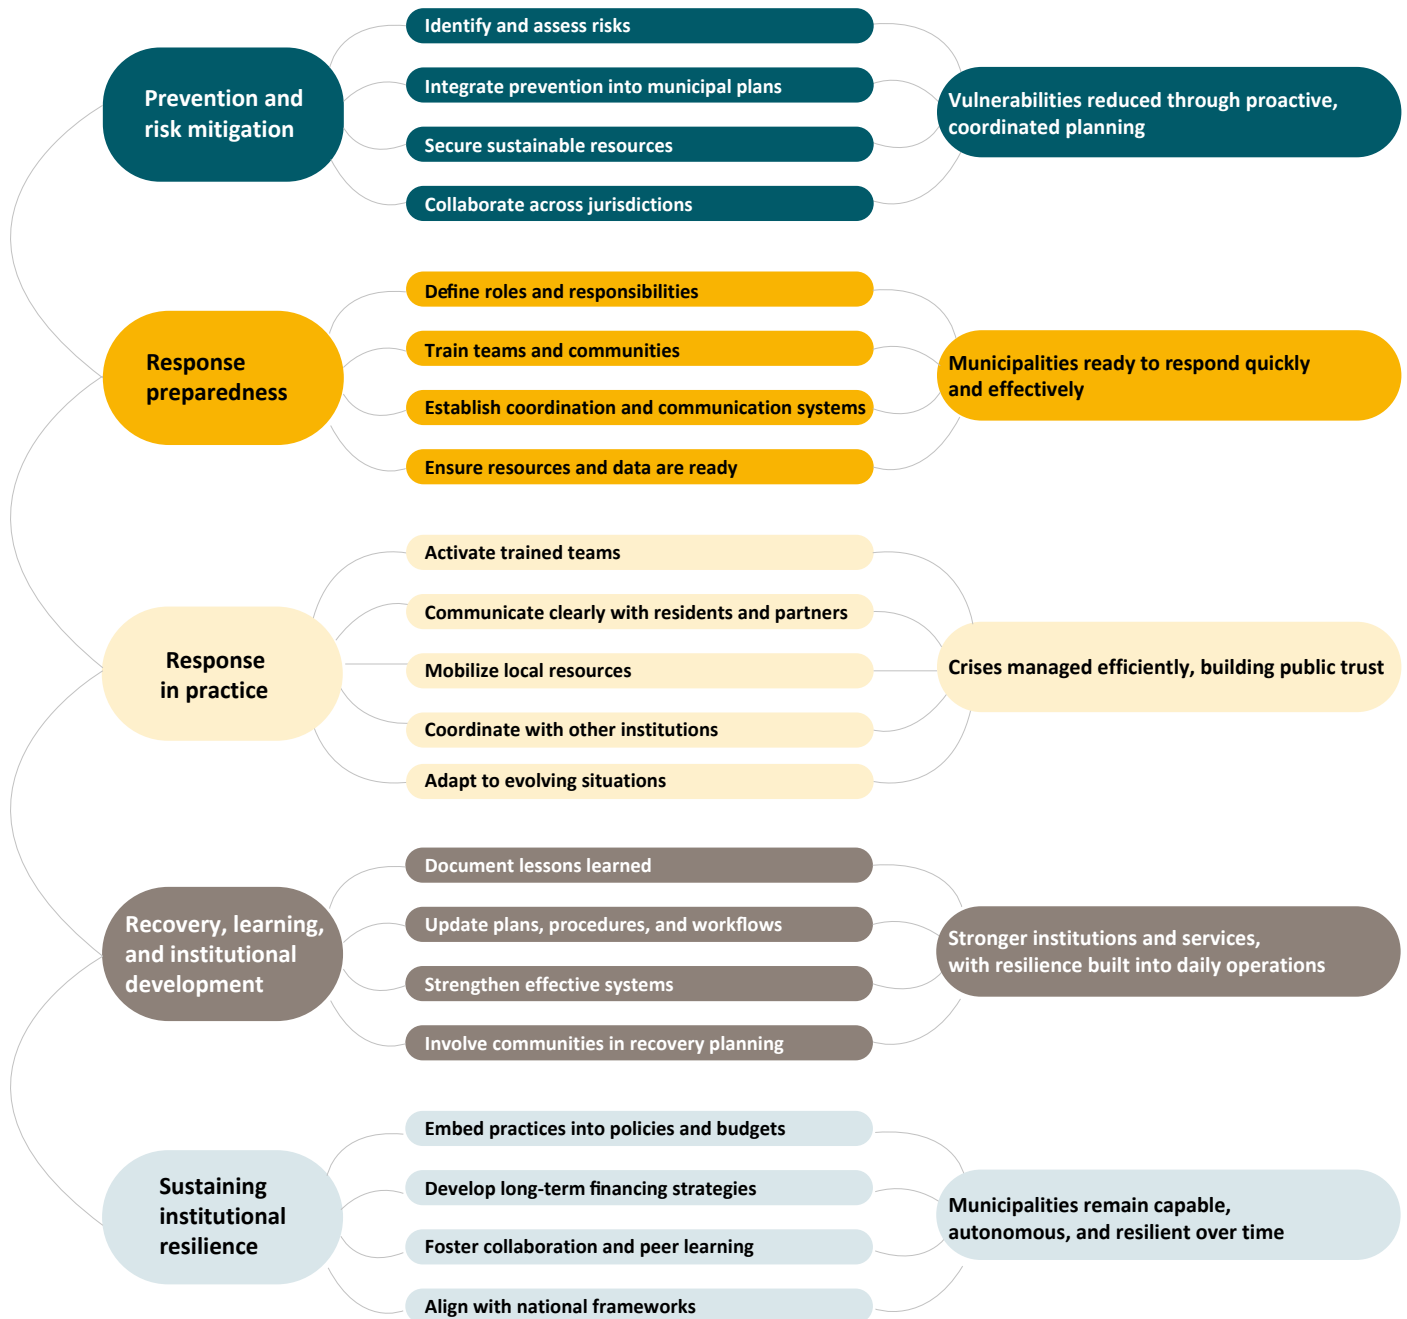 Prevention and
risk mitigation
Identify and assess risks
Integrate prevention into municipal plans
Secure sustainable resources
Collaborate across jurisdictions
Vulnerabilities reduced through proactive,
coordinated planning
Response
preparedness
Define roles and responsibilities
Train teams and communities
Establish coordination and communication systems
Ensure resources and data are ready
Municipalities ready to respond quickly
and effectively
Response
in practice
Activate trained teams
Communicate clearly with residents and partners
Mobilize local resources
Coordinate with other institutions
Adapt to evolving situations
Crises managed efficiently, building public trust
Recovery, learning,
and institutional
development
Document lessons learned
Update plans, procedures, and workflows
Strengthen effective systems
Involve communities in recovery planning
Stronger institutions and services,
with resilience built into daily operations
Sustaining
institutional
resilience
Embed practices into policies and budgets
Develop long-term financing strategies
Foster collaboration and peer learning
Align with national frameworks
Municipalities remain capable,
autonomous, and resilient over time